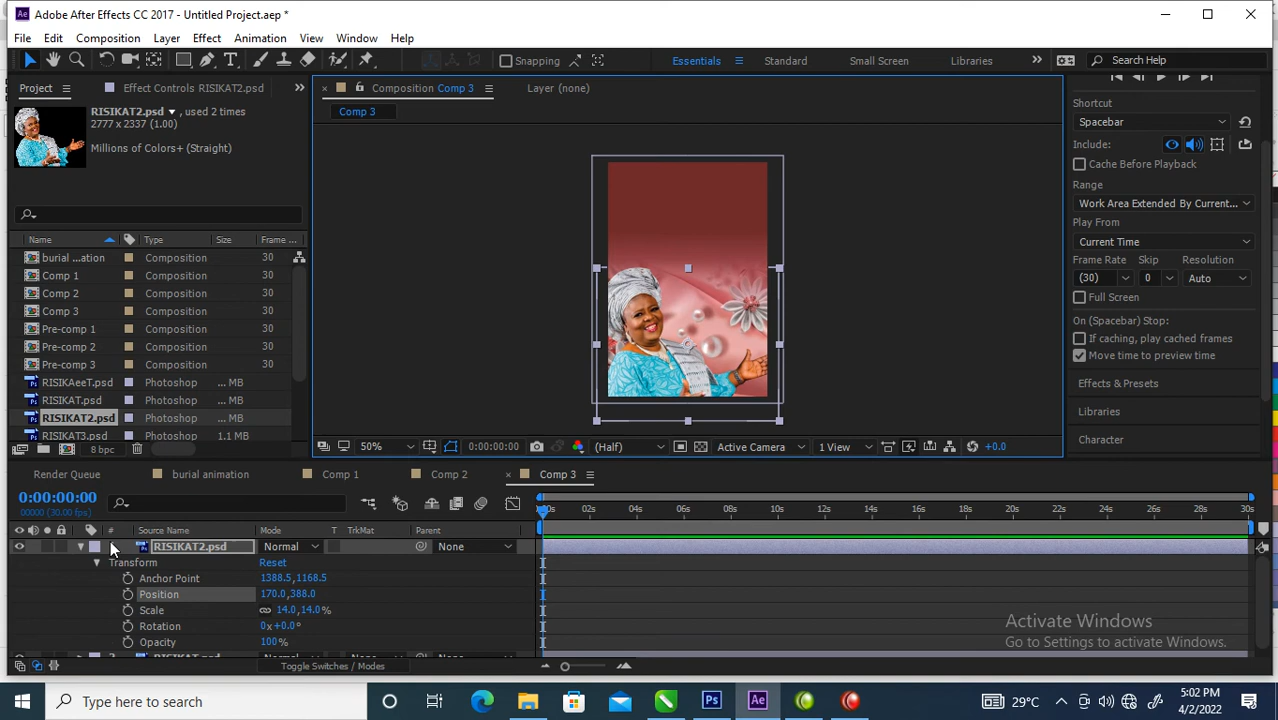 Adobe After Effects CC 2017 - Untitled Project.aep *
File Edit Composition Layer Effect Animation View Window Help
Snapping Essentials Standard Small Screen Libraries Search Help
Project Effect Controls RISIKAT2.psd
RISIKAT2.psd , used 2 times
2777 x 2337 (1.00)
Millions of Colors+ (Straight)
Name Type Size Frame ...
burial ...ation Composition 30
Comp 1 Composition 30
Comp 2 Composition 30
Comp 3 Composition 30
Pre-comp 1 Composition 30
Pre-comp 2 Composition 30
Pre-comp 3 Composition 30
RISIKAeeT.psd Photoshop ... MB
RISIKAT.psd Photoshop ... MB
RISIKAT2.psd Photoshop ... MB
RISIKAT3.psd Photoshop 1.1 MB
8 bpc
Composition Comp 3 Layer (none)
Comp 3
50% 0:00:00:00 (Half) Active Camera 1 View +0.0
Shortcut
Spacebar
Include:
Cache Before Playback
Range
Work Area Extended By Current...
Play From
Current Time
Frame Rate Skip Resolution
(30) 0 Auto
Full Screen
On (Spacebar) Stop:
If caching, play cached frames
Move time to preview time
Effects & Presets
Libraries
Character
Render Queue burial animation Comp 1 Comp 2 Comp 3
0:00:00:00
00000 (30.00 fps)
02s 04s 06s 08s 10s 12s 14s 16s 18s 20s 22s 24s 26s 28s 30s
# Source Name Mode T TrkMat Parent
RISIKAT2.psd Normal None
Transform Reset
Anchor Point 1388.5,1168.5
Position 170.0,388.0
Scale 14.0,14.0%
Rotation 0x+0.0°
Opacity 100%
Toggle Switches / Modes
Activate Windows
Go to Settings to activate Windows.
Type here to search
29°C
5:02 PM
4/2/2022